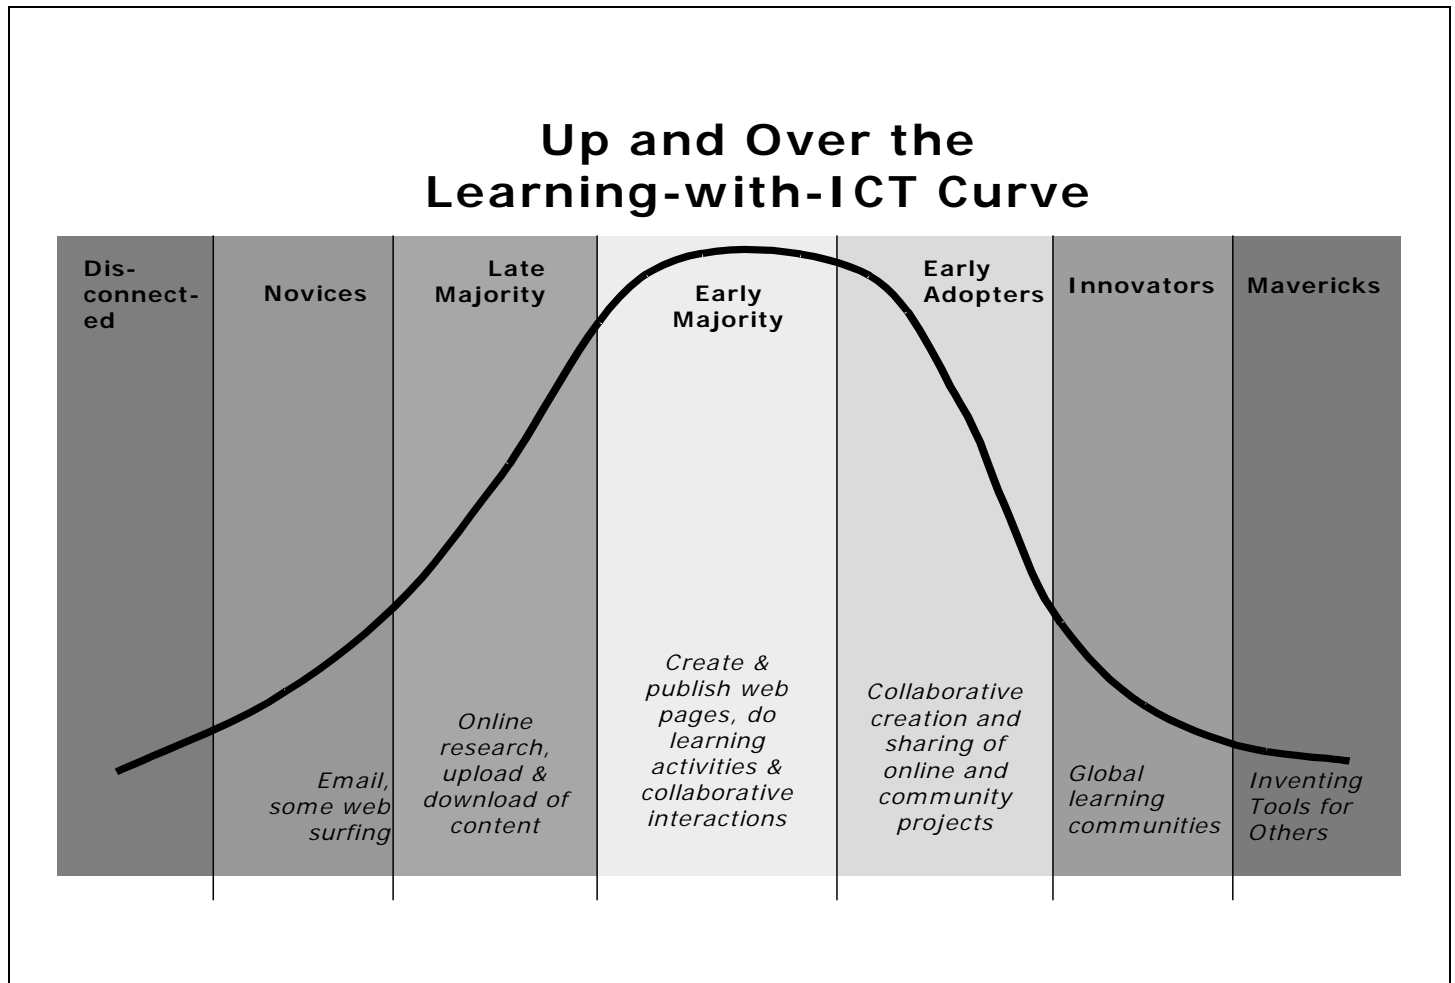 Up and Over the
Learning-with-ICT Curve
Dis-
connect-
ed
Novices
Late
Majority
Early
Majority
Early
Adopters
Innovators
Mavericks
Email,
some web
surfing
Online
research,
upload &
download of
content
Create &
publish web
pages, do
learning
activities &
collaborative
interactions
Collaborative
creation and
sharing of
online and
community
projects
Global
learning
communities
Inventing
Tools for
Others